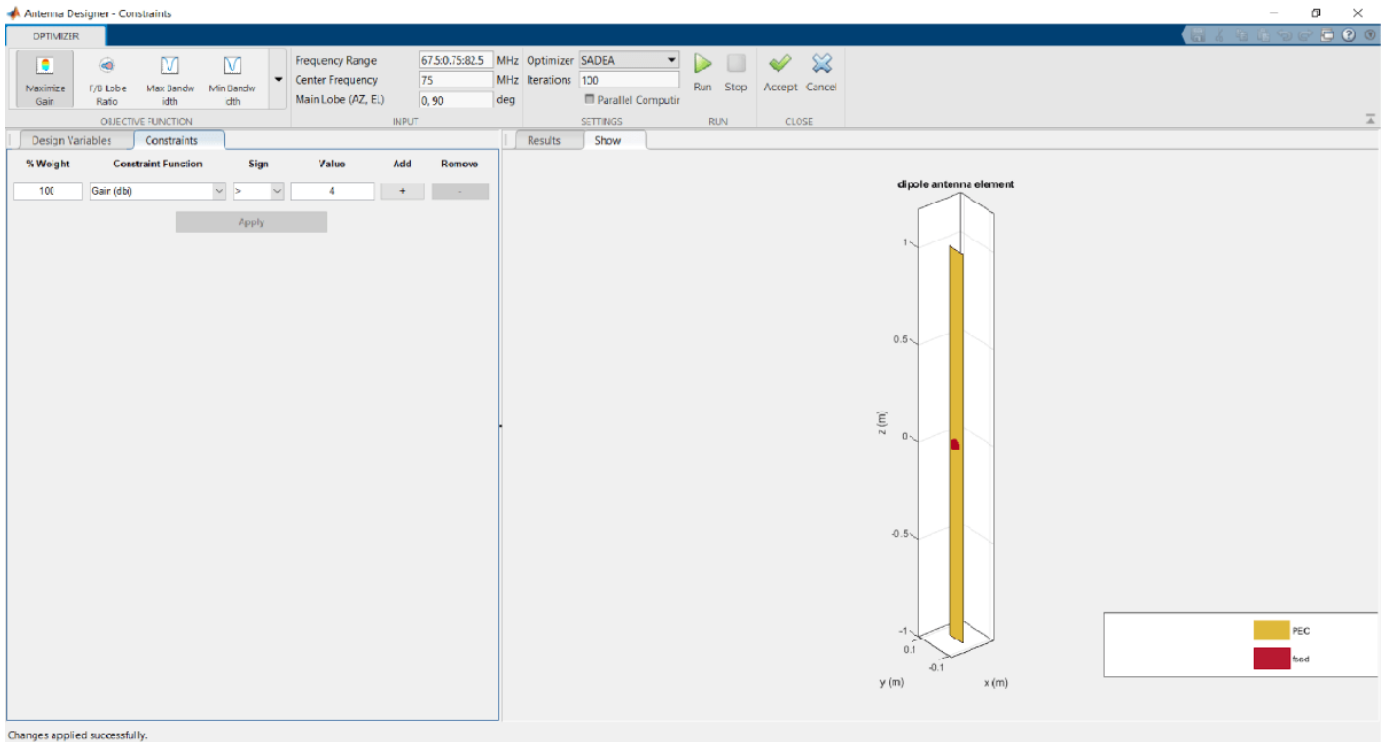 Antenna Designer - Constraints
OPTIMIZER
Maximize Gain
F/B Lobe Ratio
Max Bandwidth
Min Bandwidth
OBJECTIVE FUNCTION
Frequency Range 67.5:0.75:82.5 MHz
Center Frequency 75 MHz
Main Lobe (AZ, EL) 0, 90 deg
INPUT
Optimizer SADEA
Iterations 100
Parallel Computin
SETTINGS
Run Stop
RUN
Accept Cancel
CLOSE
Design Variables Constraints
Results Show
% Weight Constraint Function Sign Value Add Remove
100 Gain (dbi) > 4 + -
Apply
dipole antenna element
1
0.5
0
-0.5
-1
z (m)
0.1
-0.1
y (m) x (m)
PEC
feed
Changes applied successfully.